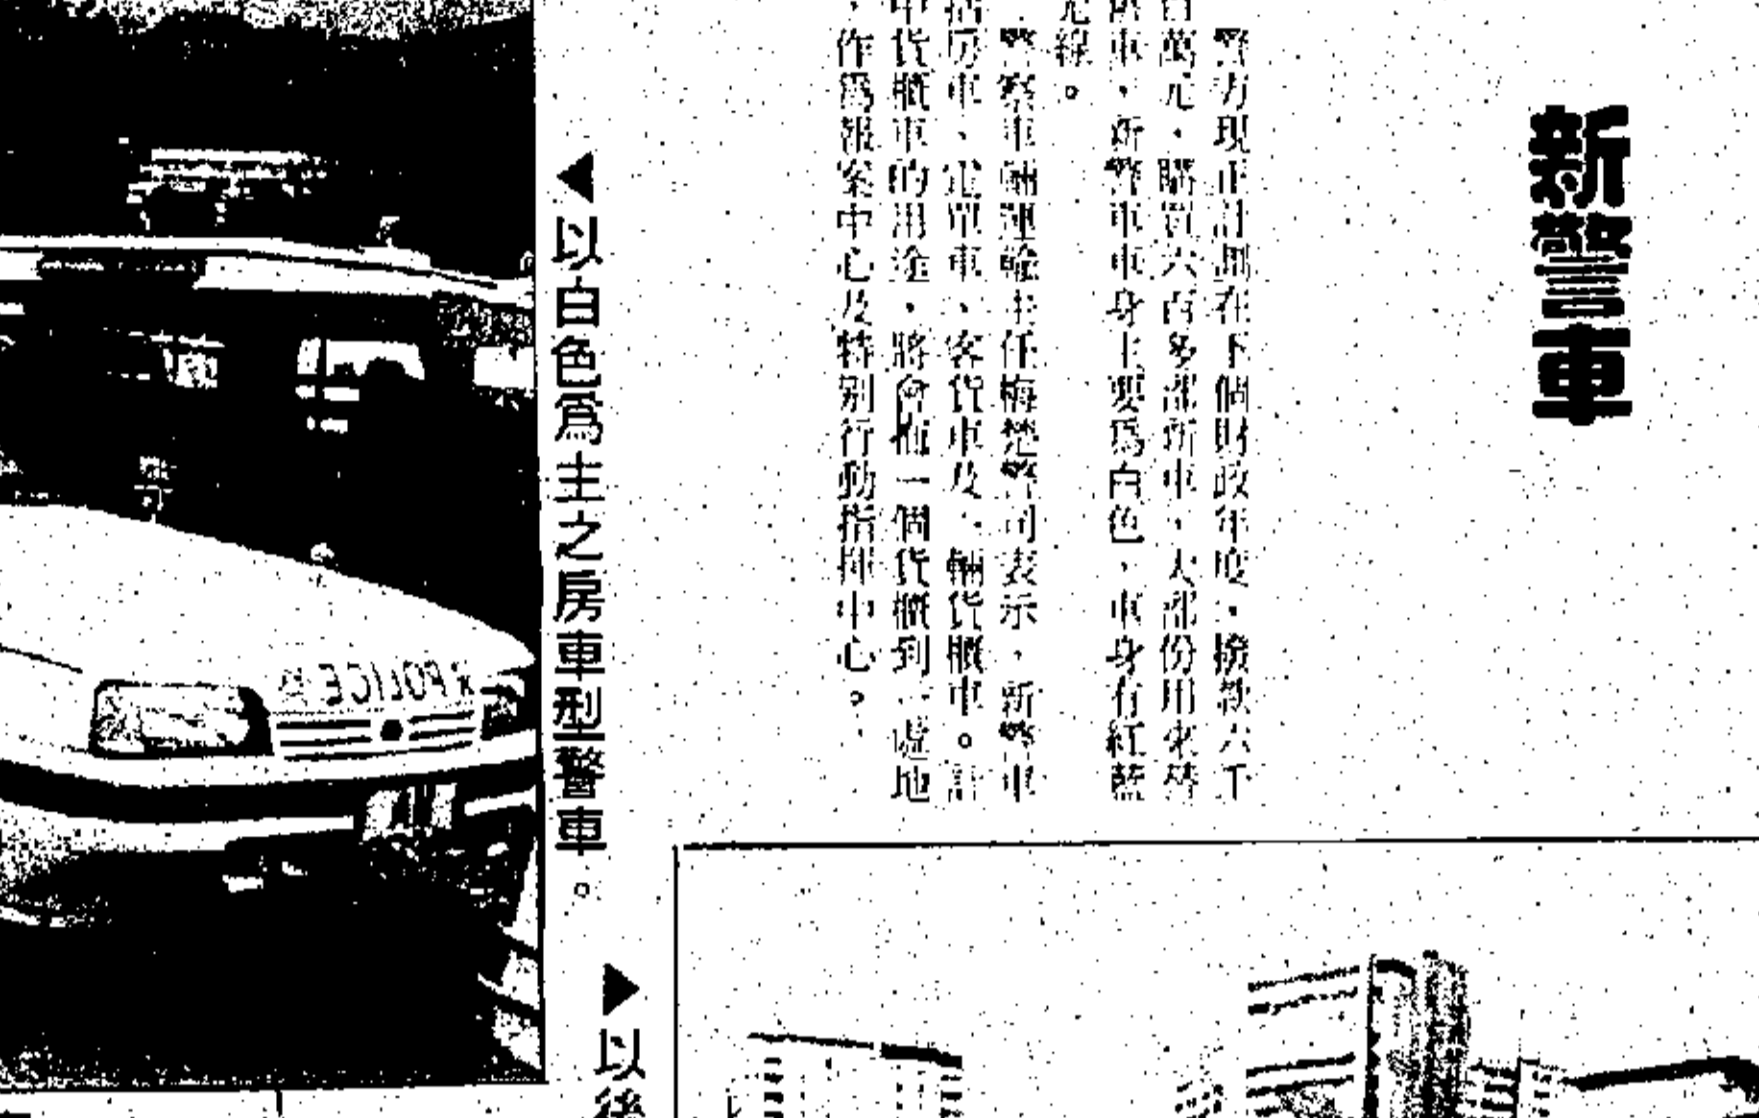 新警車
警方現正計劃在下個財政年度，撥款六千
百萬元，購買六百多部新車，大部份用來替
車，新警車車身主要為白色，車身有紅藍
光線。
警察車輛運輸主任梅楚警司表示，新警車
括房車、電單車、客貨車及一輛貨櫃車。計
中貨櫃車的用途，將會拖一個貨櫃到一處地
，作為報案中心及特別行動指揮中心。
◀以白色為主之房車型警車。
▶以後
POLICE